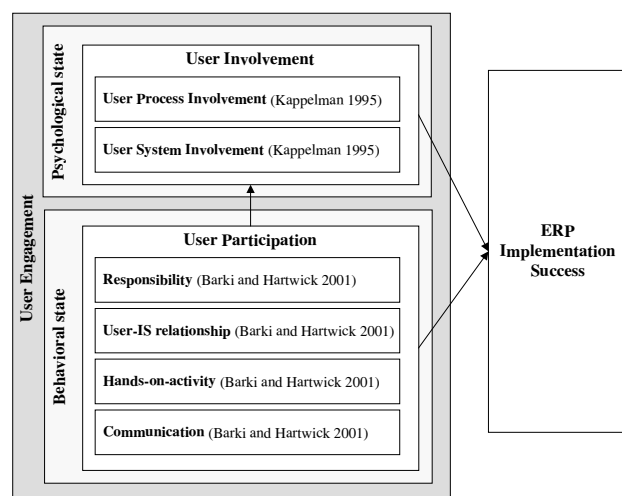 User Engagement
Psychological state
User Involvement
User Process Involvement (Kappelman 1995)
User System Involvement (Kappelman 1995)
Behavioral state
User Participation
Responsibility (Barki and Hartwick 2001)
User-IS relationship (Barki and Hartwick 2001)
Hands-on-activity (Barki and Hartwick 2001)
Communication (Barki and Hartwick 2001)
ERP
Implementation
Success